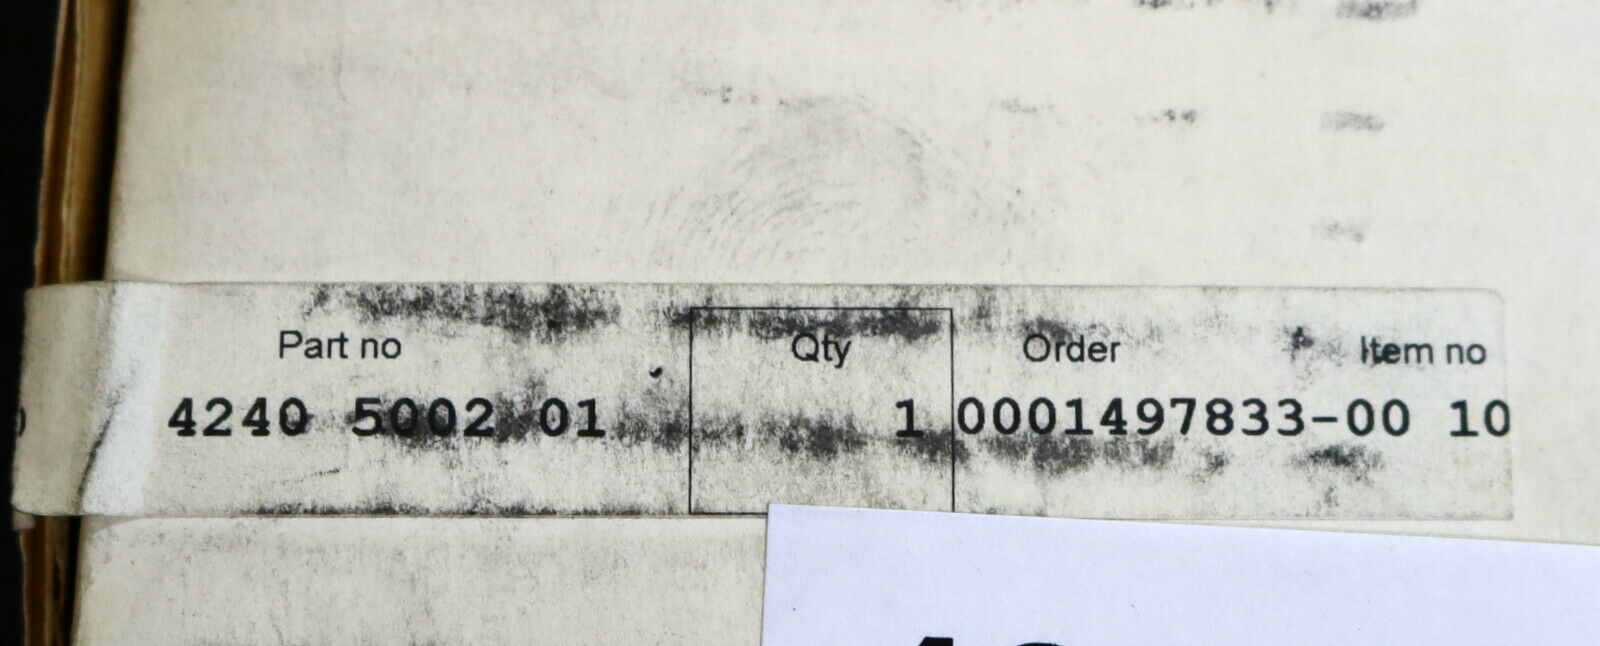 Part no Qty Order Item no
4240 5002 01 1 0001497833-00 10